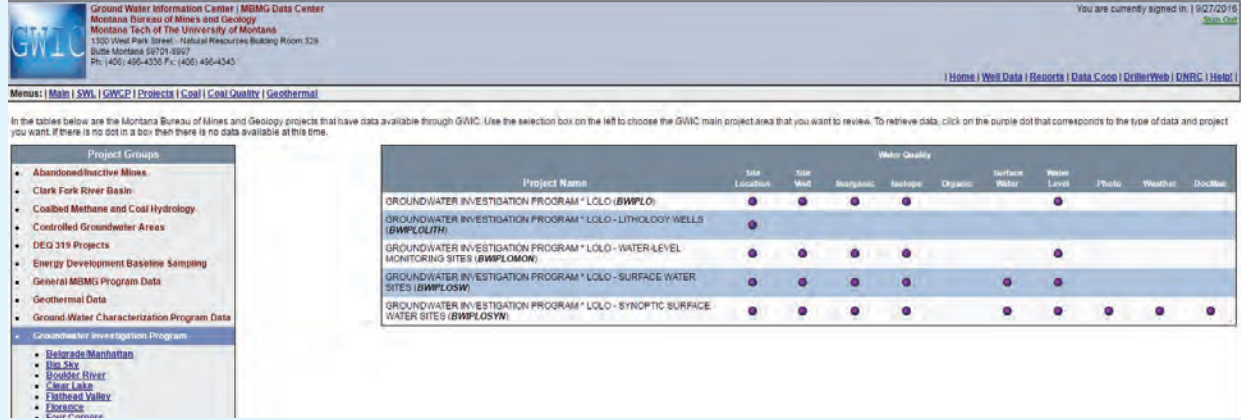 GWIC
Ground Water Information Center | MBMG Data Center
Montana Bureau of Mines and Geology
Montana Tech of The University of Montana
1300 West Park Street - Natural Resources Building Room 329
Butte Montana 59701-8997
Ph: (406) 496-4336 Fx: (406) 496-4343
You are currently signed in. | 9/27/2016
Sign Out
| Home | Well Data | Reports | Data Coop | DrillerWeb | DNRC | Help! |
Menus: | Main | SWL | GWCP | Projects | Coal | Coal Quality | Geothermal
In the tables below are the Montana Bureau of Mines and Geology projects that have data available through GWIC. Use the selection box on the left to choose the GWIC main project area that you want to review. To retrieve data, click on the purple dot that corresponds to the type of data and project
you want. If there is no dot in a box then there is no data available at this time.
Project Groups
Abandoned/Inactive Mines
Clark Fork River Basin
Coalbed Methane and Coal Hydrology
Controlled Groundwater Areas
DEQ 319 Projects
Energy Development Baseline Sampling
General MBMG Program Data
Geothermal Data
Ground-Water Characterization Program Data
Groundwater Investigation Program
Belgrade/Manhattan
Big Sky
Boulder River
Clear Lake
Flathead Valley
Florence
Four Corners
Water Quality
Project Name Site Location Site Visit Inorganic Isotope Organic Surface Water Water Level Photo Weather DocMan
GROUNDWATER INVESTIGATION PROGRAM * LOLO (BWIPLO)
GROUNDWATER INVESTIGATION PROGRAM * LOLO - LITHOLOGY WELLS
(BWIPLOLITH)
GROUNDWATER INVESTIGATION PROGRAM * LOLO - WATER-LEVEL
MONITORING SITES (BWIPLOMON)
GROUNDWATER INVESTIGATION PROGRAM * LOLO - SURFACE WATER
SITES (BWIPLOSW)
GROUNDWATER INVESTIGATION PROGRAM * LOLO - SYNOPTIC SURFACE
WATER SITES (BWIPLOSYN)